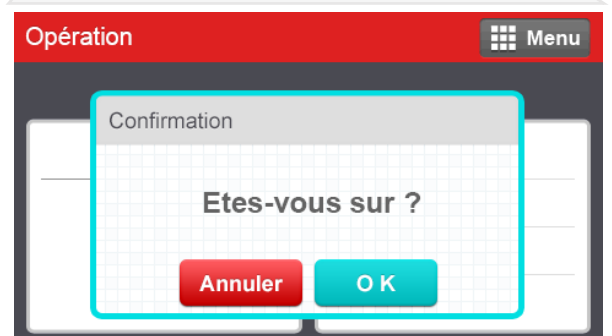 Opération
Menu
Confirmation
Etes-vous sur ?
Annuler
O K